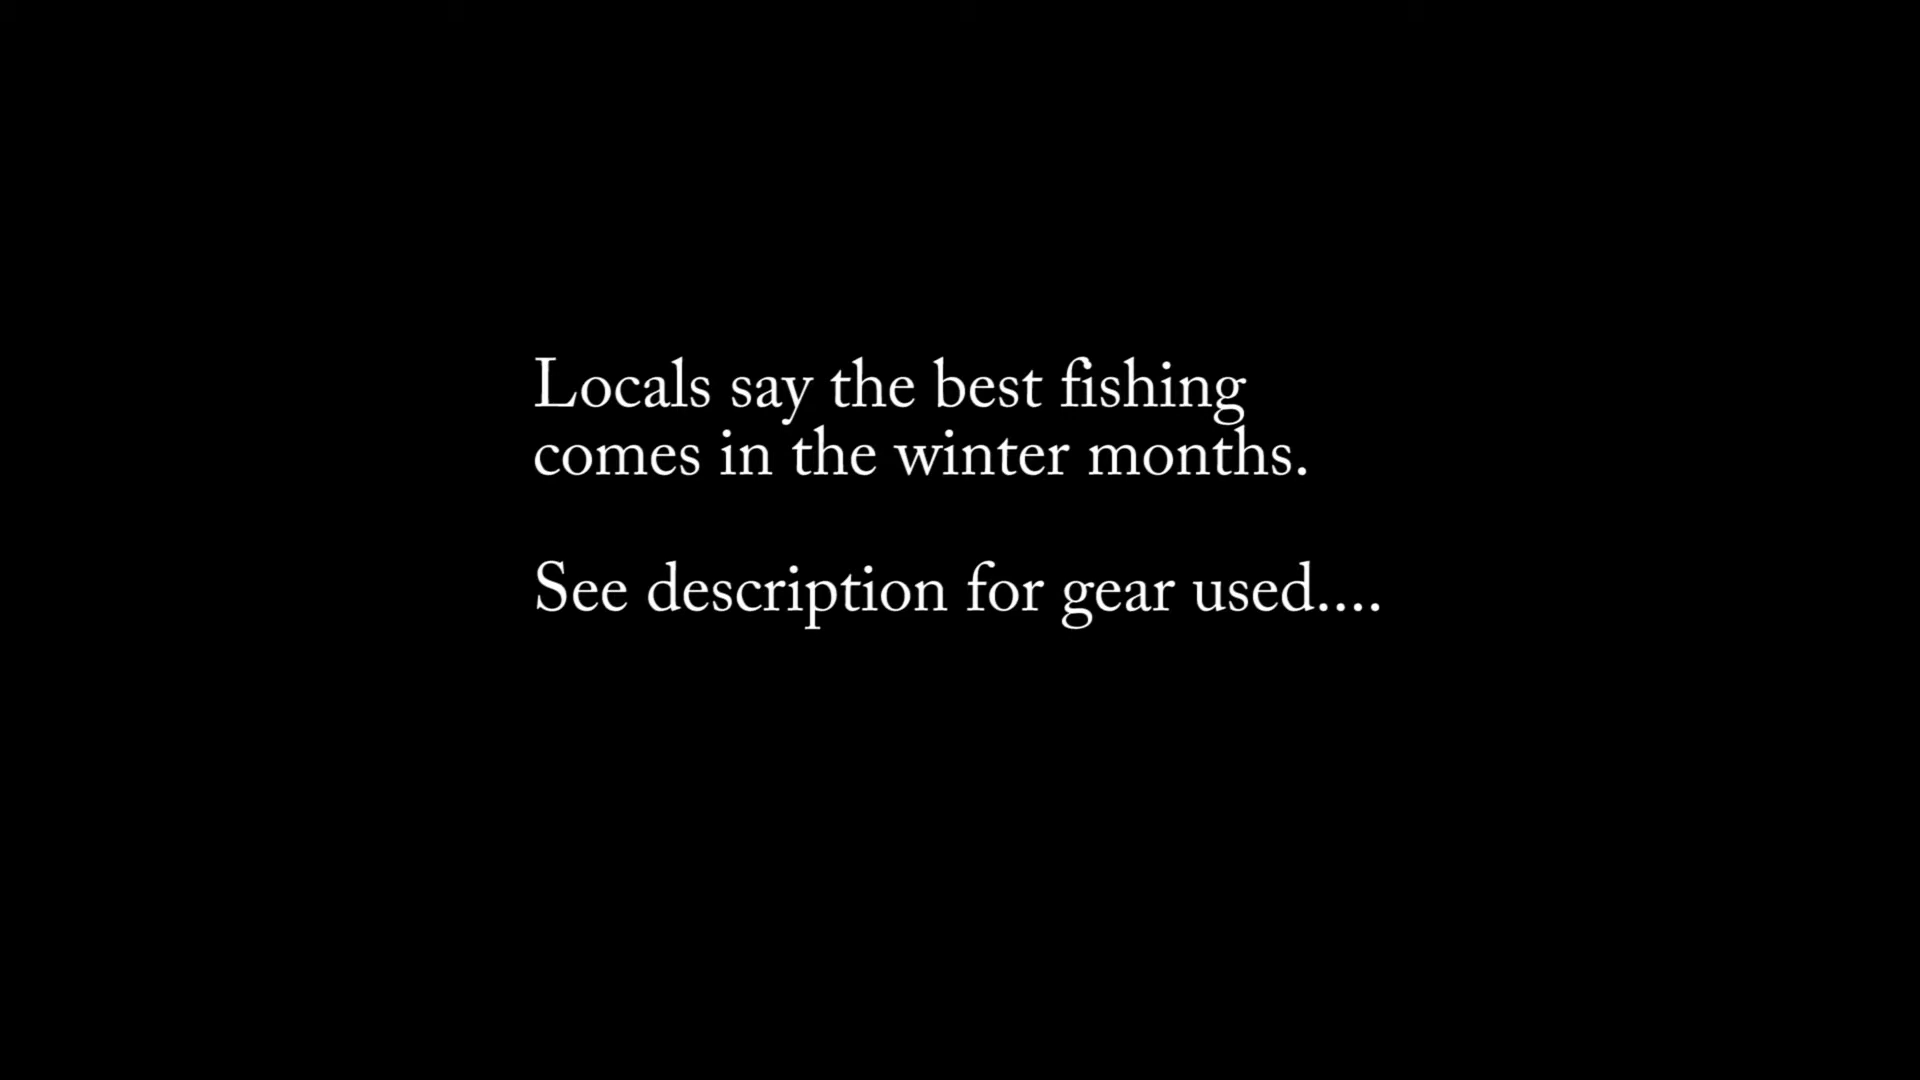 Locals say the best fishing
comes in the winter months.
See description for gear used....